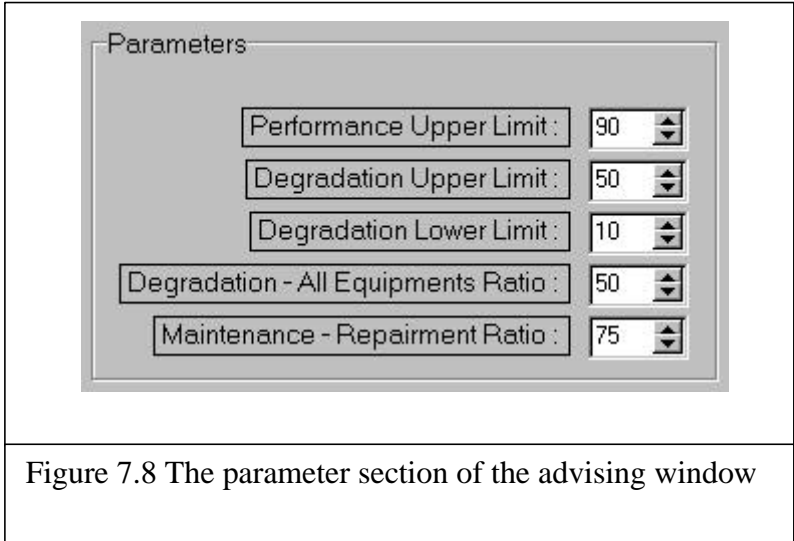 Parameters
Performance Upper Limit : 90
Degradation Upper Limit : 50
Degradation Lower Limit : 10
Degradation - All Equipments Ratio : 50
Maintenance - Repairment Ratio : 75
Figure 7.8 The parameter section of the advising window